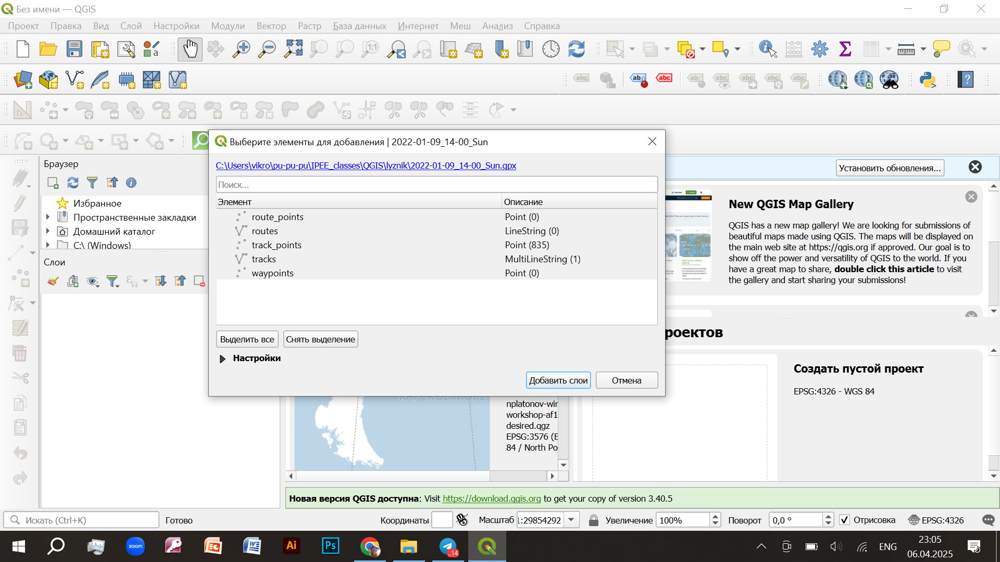 Без имени — QGIS
Проект Правка Вид Слой Настройки Модули Вектор Растр База данных Интернет Меш Анализ Справка
Браузер
Избранное
Пространственные закладки
Домашний каталог
C:\ (Windows)
Слои
Выберите элементы для добавления | 2022-01-09_14-00_Sun
C:\Users\vikro\pu-pu-pu\IPEE_classes\QGIS\lyznik\2022-01-09_14-00_Sun.gpx
Поиск...
Элемент Описание
route_points Point (0)
routes LineString (0)
track_points Point (835)
tracks MultiLineString (1)
waypoints Point (0)
Выделить все Снять выделение
Настройки
Добавить слои Отмена
Установить обновления...
New QGIS Map Gallery
QGIS has a new map gallery! We are looking for submissions of
beautiful maps made using QGIS. The maps will be displayed on
the main web site at https://qgis.org if approved. Our goal is to
show off the power and versatility of QGIS to the world. If you
have a great map to share, double click this article to visit
the gallery and start sharing your submissions!
роектов
КАРСКОЕ МОРЕ
nplatonov-wir
workshop-af1
desired.qgz
EPSG:3576 (E
84 / North Po
Создать пустой проект
EPSG:4326 - WGS 84
Новая версия QGIS доступна: Visit https://download.qgis.org to get your copy of version 3.40.5
Искать (Ctrl+K) Готово Координаты Масштаб 1:29854292 Увеличение 100% Поворот 0,0 ° Отрисовка EPSG:4326
zoom Ai Ps ..14 ENG
23:05
06.04.2025